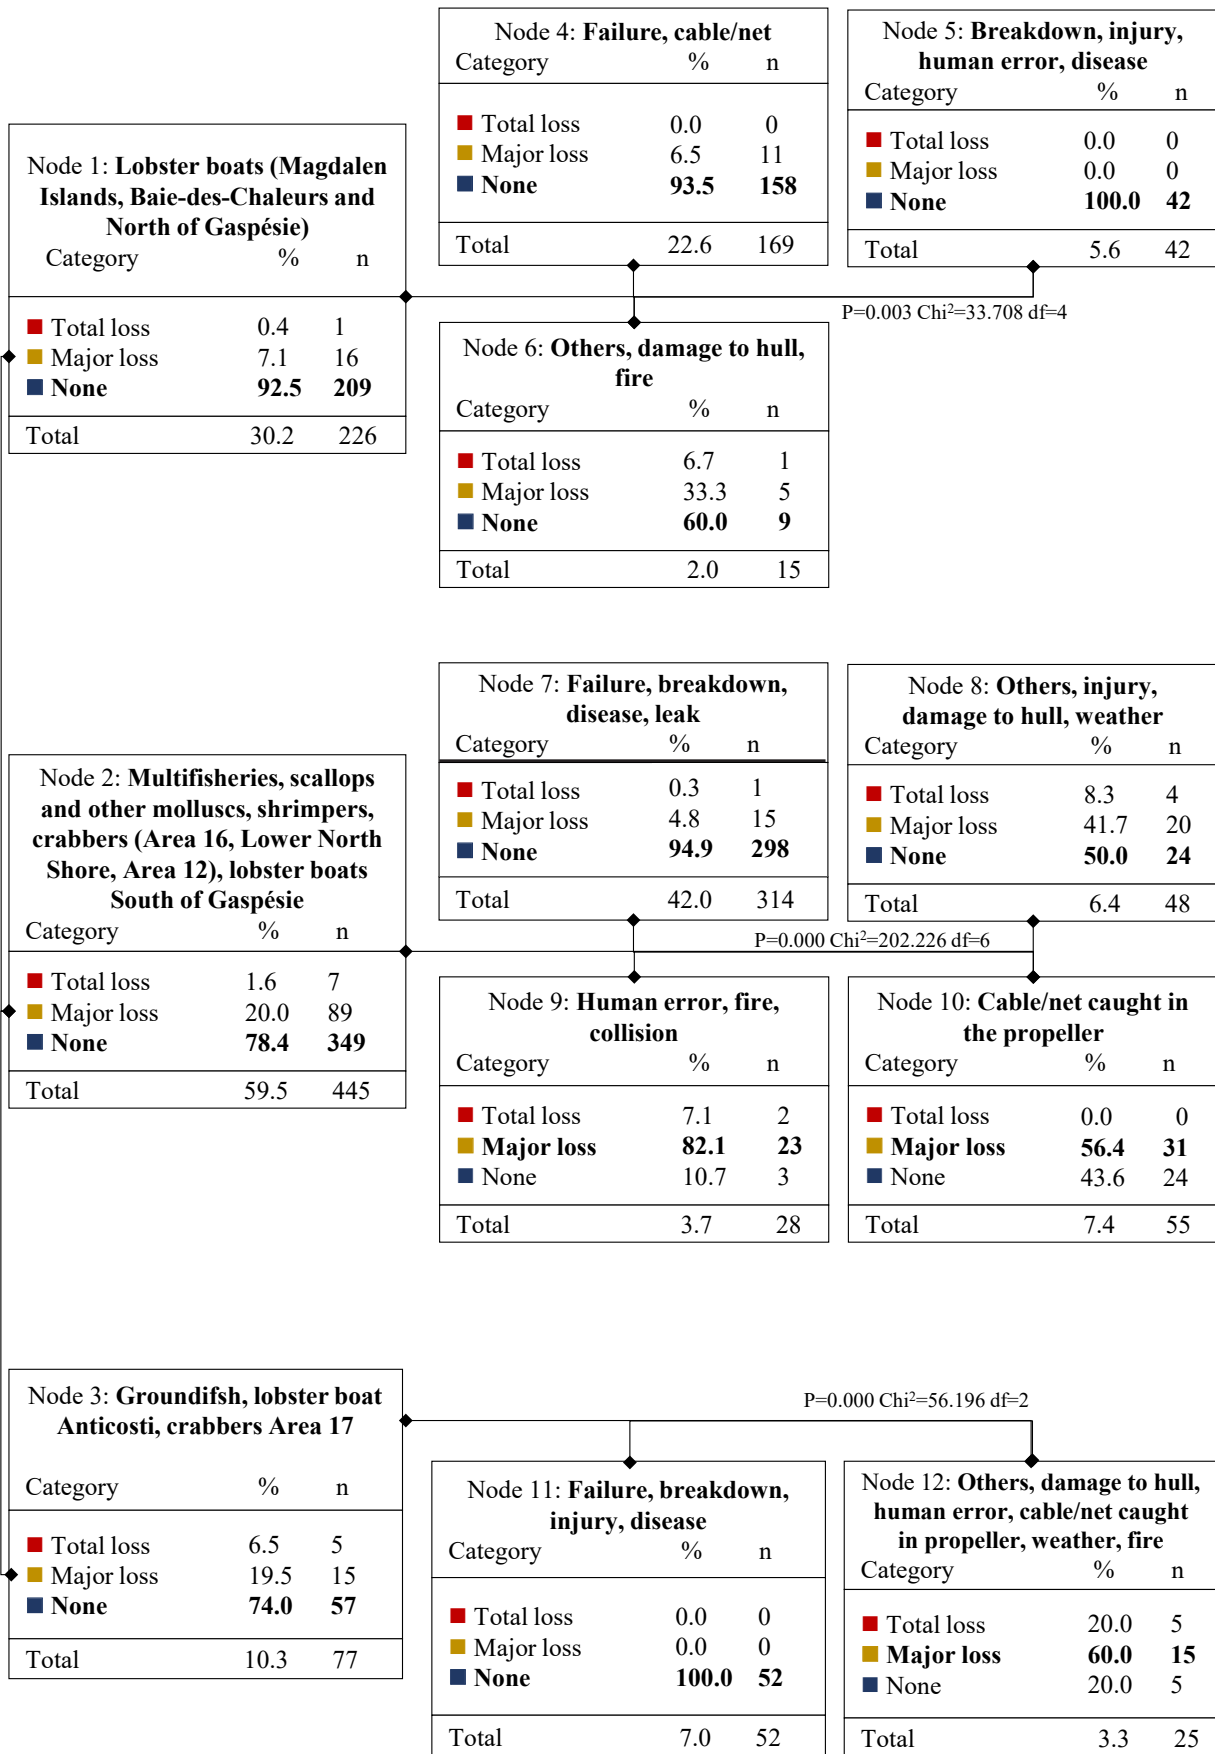 Node 1: Lobster boats (Magdalen
Islands, Baie-des-Chaleurs and
North of Gaspésie)
Category % n
Total loss 0.4 1
Major loss 7.1 16
None 92.5 209
Total 30.2 226
Node 4: Failure, cable/net
Category % n
Total loss 0.0 0
Major loss 6.5 11
None 93.5 158
Total 22.6 169
Node 5: Breakdown, injury,
human error, disease
Category % n
Total loss 0.0 0
Major loss 0.0 0
None 100.0 42
Total 5.6 42
P=0.003 Chi²=33.708 df=4
Node 6: Others, damage to hull,
fire
Category % n
Total loss 6.7 1
Major loss 33.3 5
None 60.0 9
Total 2.0 15
Node 2: Multifisheries, scallops
and other molluscs, shrimpers,
crabbers (Area 16, Lower North
Shore, Area 12), lobster boats
South of Gaspésie
Category % n
Total loss 1.6 7
Major loss 20.0 89
None 78.4 349
Total 59.5 445
Node 7: Failure, breakdown,
disease, leak
Category % n
Total loss 0.3 1
Major loss 4.8 15
None 94.9 298
Total 42.0 314
Node 8: Others, injury,
damage to hull, weather
Category % n
Total loss 8.3 4
Major loss 41.7 20
None 50.0 24
Total 6.4 48
P=0.000 Chi²=202.226 df=6
Node 9: Human error, fire,
collision
Category % n
Total loss 7.1 2
Major loss 82.1 23
None 10.7 3
Total 3.7 28
Node 10: Cable/net caught in
the propeller
Category % n
Total loss 0.0 0
Major loss 56.4 31
None 43.6 24
Total 7.4 55
Node 3: Groundifsh, lobster boat
Anticosti, crabbers Area 17
Category % n
Total loss 6.5 5
Major loss 19.5 15
None 74.0 57
Total 10.3 77
P=0.000 Chi²=56.196 df=2
Node 11: Failure, breakdown,
injury, disease
Category % n
Total loss 0.0 0
Major loss 0.0 0
None 100.0 52
Total 7.0 52
Node 12: Others, damage to hull,
human error, cable/net caught
in propeller, weather, fire
Category % n
Total loss 20.0 5
Major loss 60.0 15
None 20.0 5
Total 3.3 25